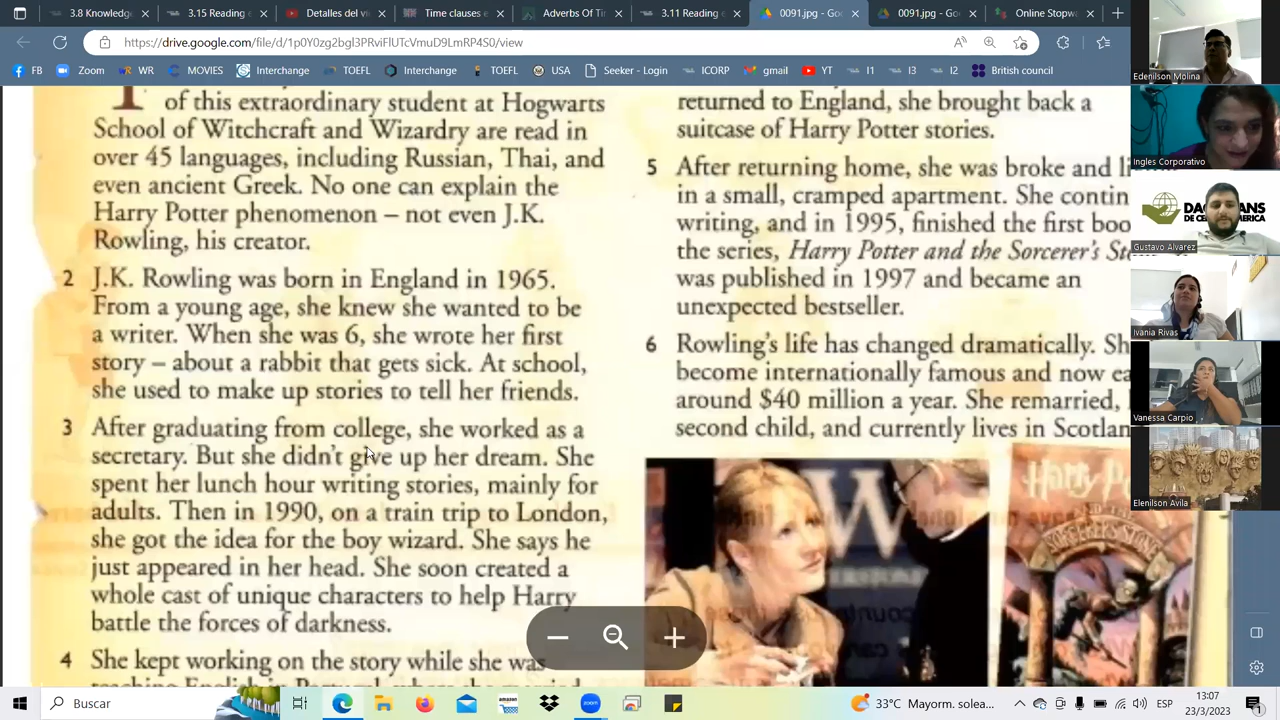 3.8 Knowledge
3.15 Reading e
Detalles del ví
Time clauses e
Adverbs Of Tir
3.11 Reading e
0091.jpg - Goo
0091.jpg - Goo
Online Stopw
https://drive.google.com/file/d/1p0Y0zg2bgl3PRviFlUTcVmuD9LmRP4S0/view
FB
Zoom
WR
MOVIES
Interchange
TOEFL
Interchange
TOEFL
USA
Seeker - Login
ICORP
gmail
YT
I1
I3
I2
British council
of this extraordinary student at Hogwarts
School of Witchcraft and Wizardry are read in
over 45 languages, including Russian, Thai, and
even ancient Greek. No one can explain the
Harry Potter phenomenon – not even J.K.
Rowling, his creator.
2 J.K. Rowling was born in England in 1965.
From a young age, she knew she wanted to be
a writer. When she was 6, she wrote her first
story – about a rabbit that gets sick. At school,
she used to make up stories to tell her friends.
3 After graduating from college, she worked as a
secretary. But she didn't give up her dream. She
spent her lunch hour writing stories, mainly for
adults. Then in 1990, on a train trip to London,
she got the idea for the boy wizard. She says he
just appeared in her head. She soon created a
whole cast of unique characters to help Harry
battle the forces of darkness.
4 She kept working on the story while she was
returned to England, she brought back a
suitcase of Harry Potter stories.
5 After returning home, she was broke and li
in a small, cramped apartment. She contin
writing, and in 1995, finished the first boo
the series, Harry Potter and the Sorcerer's Sto
was published in 1997 and became an
unexpected bestseller.
6 Rowling's life has changed dramatically. Sh
become internationally famous and now ea
around $40 million a year. She remarried,
second child, and currently lives in Scotlan
W
Harry P
SORCERER'S STONE
Edenilson Molina
Ingles Corporativo
Gustavo Alvarez
Ivania Rivas
Vanessa Carpio
Elenilson Avila
Buscar
amazon
zoom
33°C Mayorm. solea...
ESP
13:07
23/3/2023
1